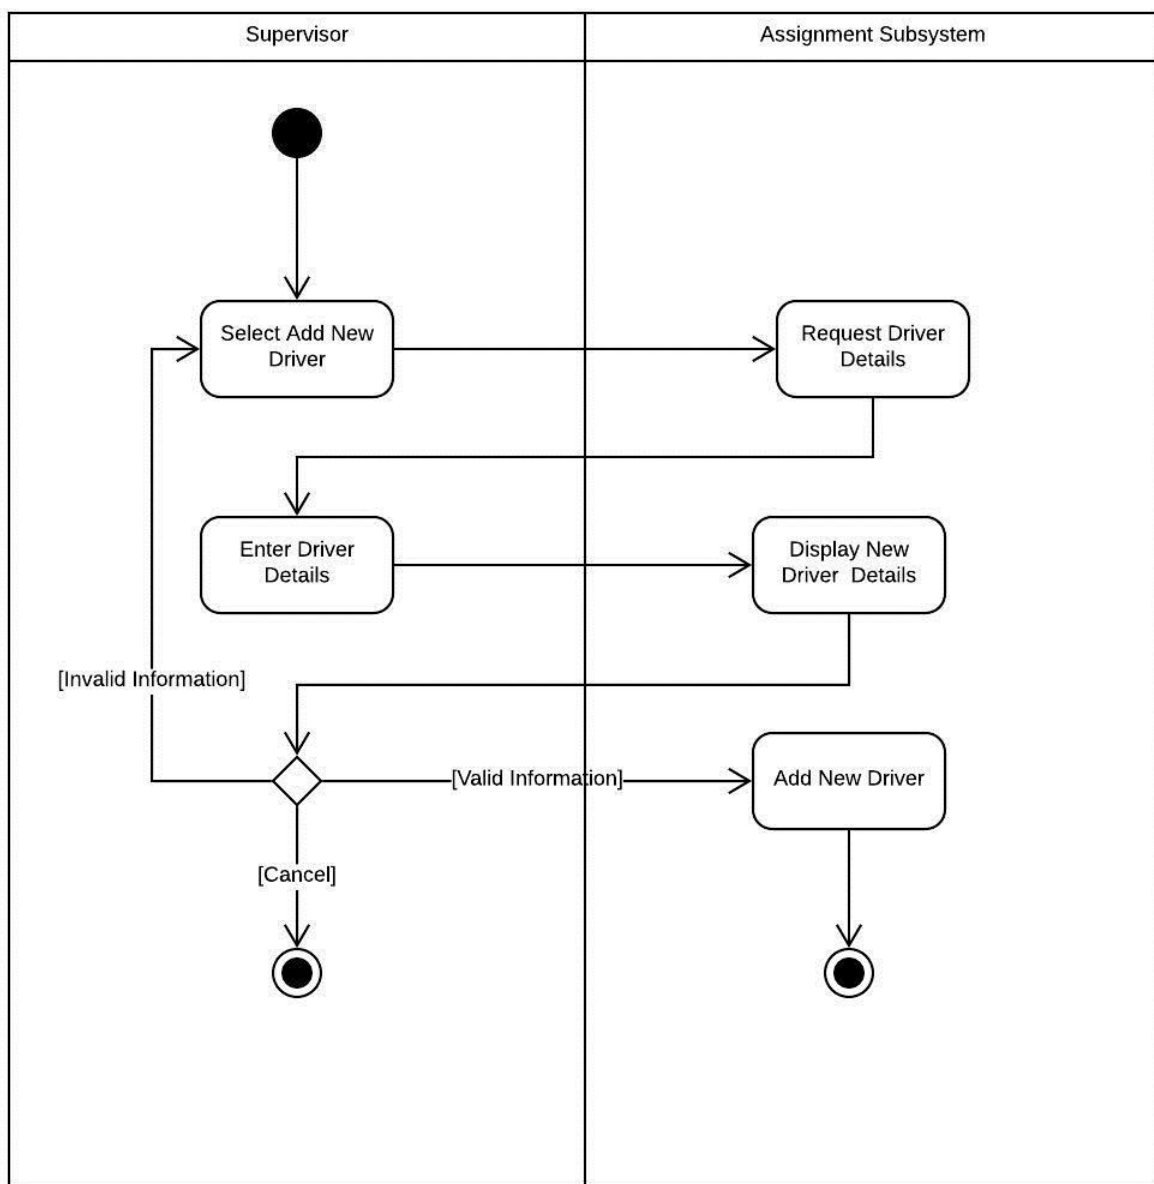 Supervisor
Assignment Subsystem
Select Add New
Driver
Request Driver
Details
Enter Driver
Details
Display New
Driver  Details
[Invalid Information]
[Valid Information]
Add New Driver
[Cancel]